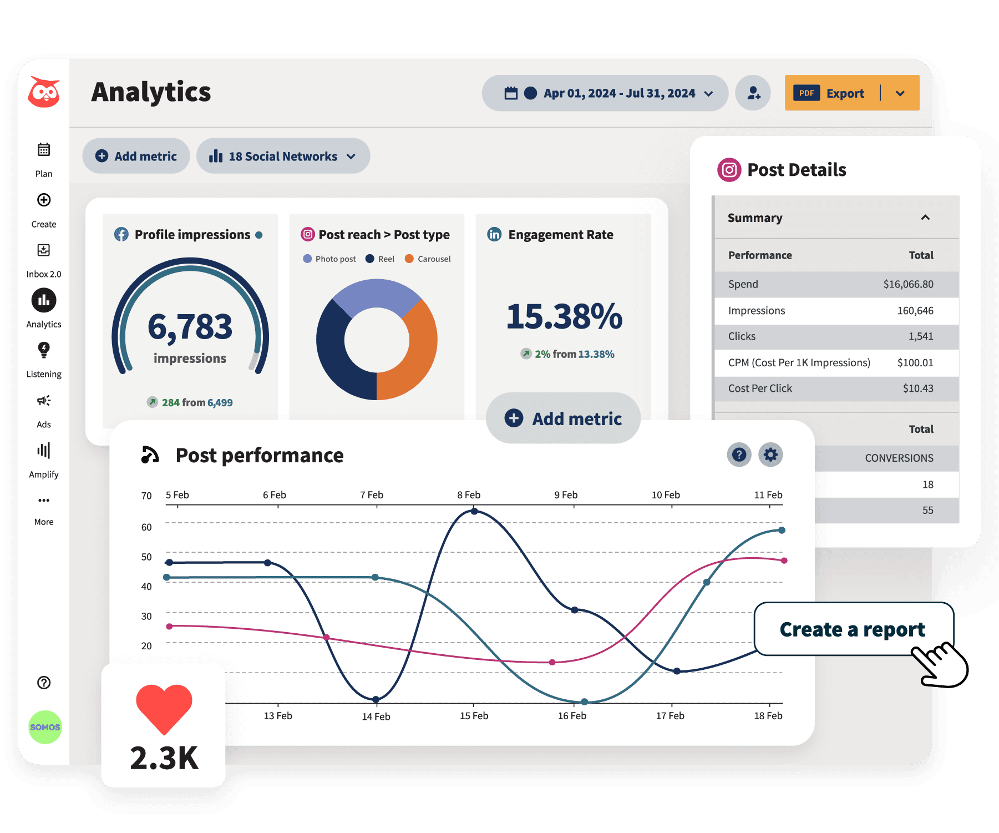 Analytics
Apr 01, 2024 - Jul 31, 2024
PDF Export
Add metric
18 Social Networks
Plan
Create
Inbox 2.0
Analytics
Listening
Ads
Amplify
More
SOMOS
Profile impressions
6,783
impressions
284 from 6,499
Post reach > Post type
Photo post Reel Carousel
Engagement Rate
15.38%
2% from 13.38%
Add metric
Post Details
Summary
Performance Total
Spend $16,066.80
Impressions 160,646
Clicks 1,541
CPM (Cost Per 1K Impressions) $100.01
Cost Per Click $10.43
Total
CONVERSIONS
18
55
Post performance
70 5 Feb 6 Feb 7 Feb 8 Feb 9 Feb 10 Feb 11 Feb
60
50
40
30
20
13 Feb 14 Feb 15 Feb 16 Feb 17 Feb 18 Feb
Create a report
2.3K